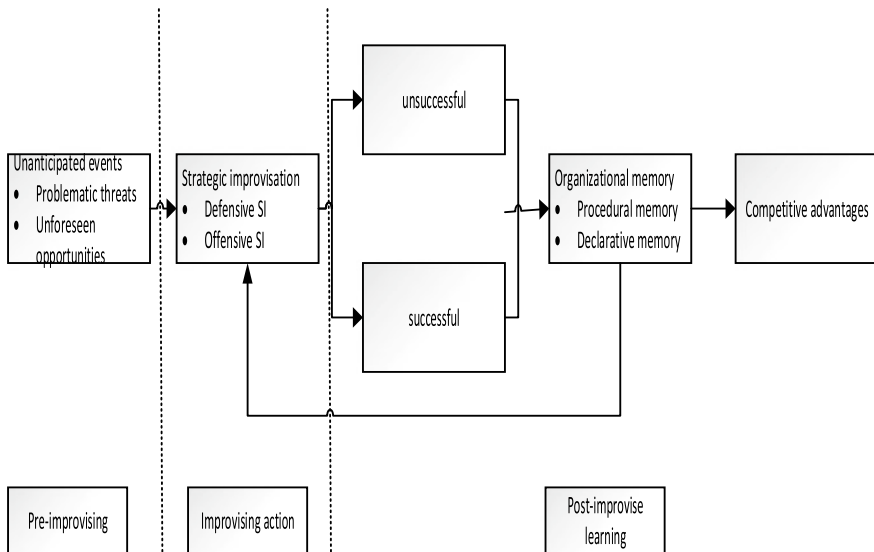 unsuccessful
Unanticipated events
• Problematic threats
• Unforeseen
opportunities
Strategic improvisation
• Defensive SI
• Offensive SI
Organizational memory
• Procedural memory
• Declarative memory
Competitive advantages
successful
Pre-improvising
Improvising action
Post-improvise
learning